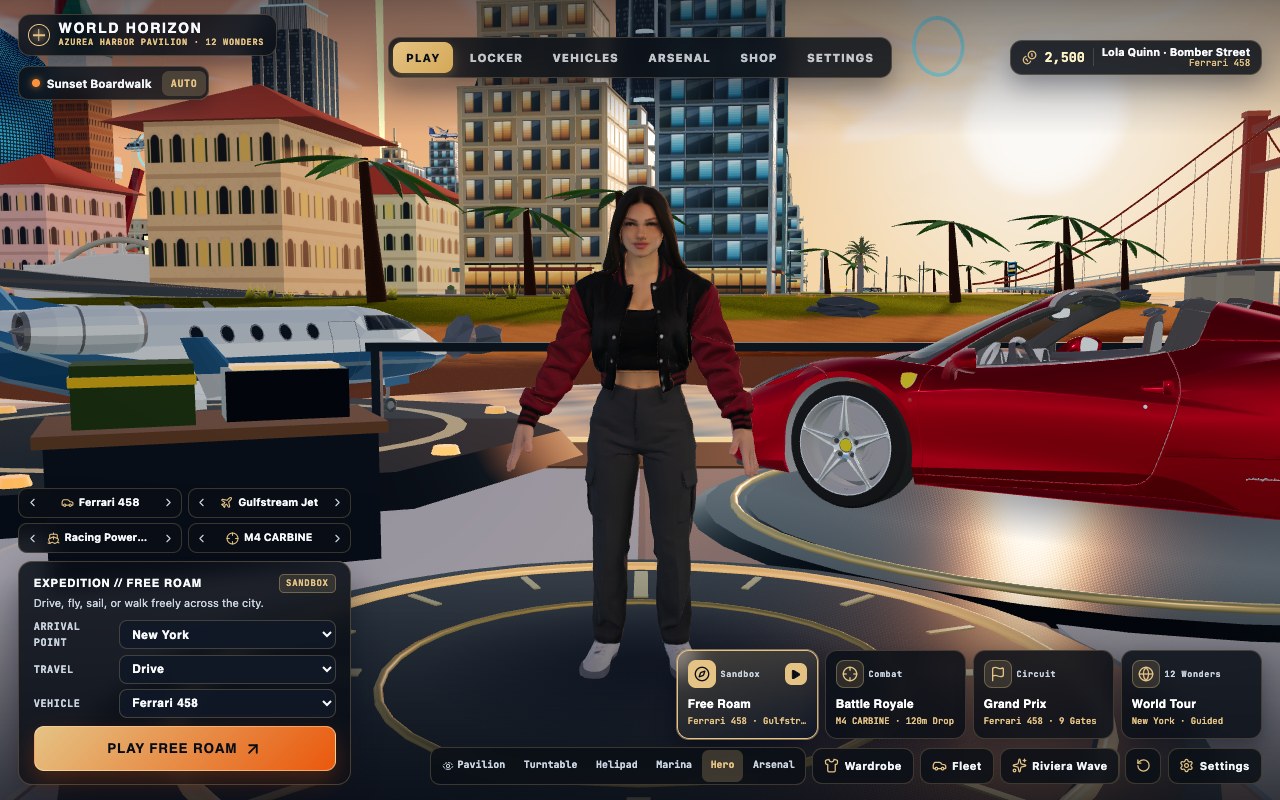 WORLD HORIZON
AZUREA HARBOR PAVILION · 12 WONDERS
Sunset Boardwalk AUTO
PLAY LOCKER VEHICLES ARSENAL SHOP SETTINGS
2,500
Lola Quinn · Bomber Street
Ferrari 458
Ferrari 458
Gulfstream Jet
Racing Power...
M4 CARBINE
EXPEDITION // FREE ROAM SANDBOX
Drive, fly, sail, or walk freely across the city.
ARRIVAL POINT New York
TRAVEL Drive
VEHICLE Ferrari 458
PLAY FREE ROAM
Sandbox
Free Roam
Ferrari 458 · Gulfstr…
Combat
Battle Royale
M4 CARBINE · 120m Drop
Circuit
Grand Prix
Ferrari 458 · 9 Gates
12 Wonders
World Tour
New York · Guided
Pavilion Turntable Helipad Marina Hero Arsenal
Wardrobe
Fleet
Riviera Wave
Settings